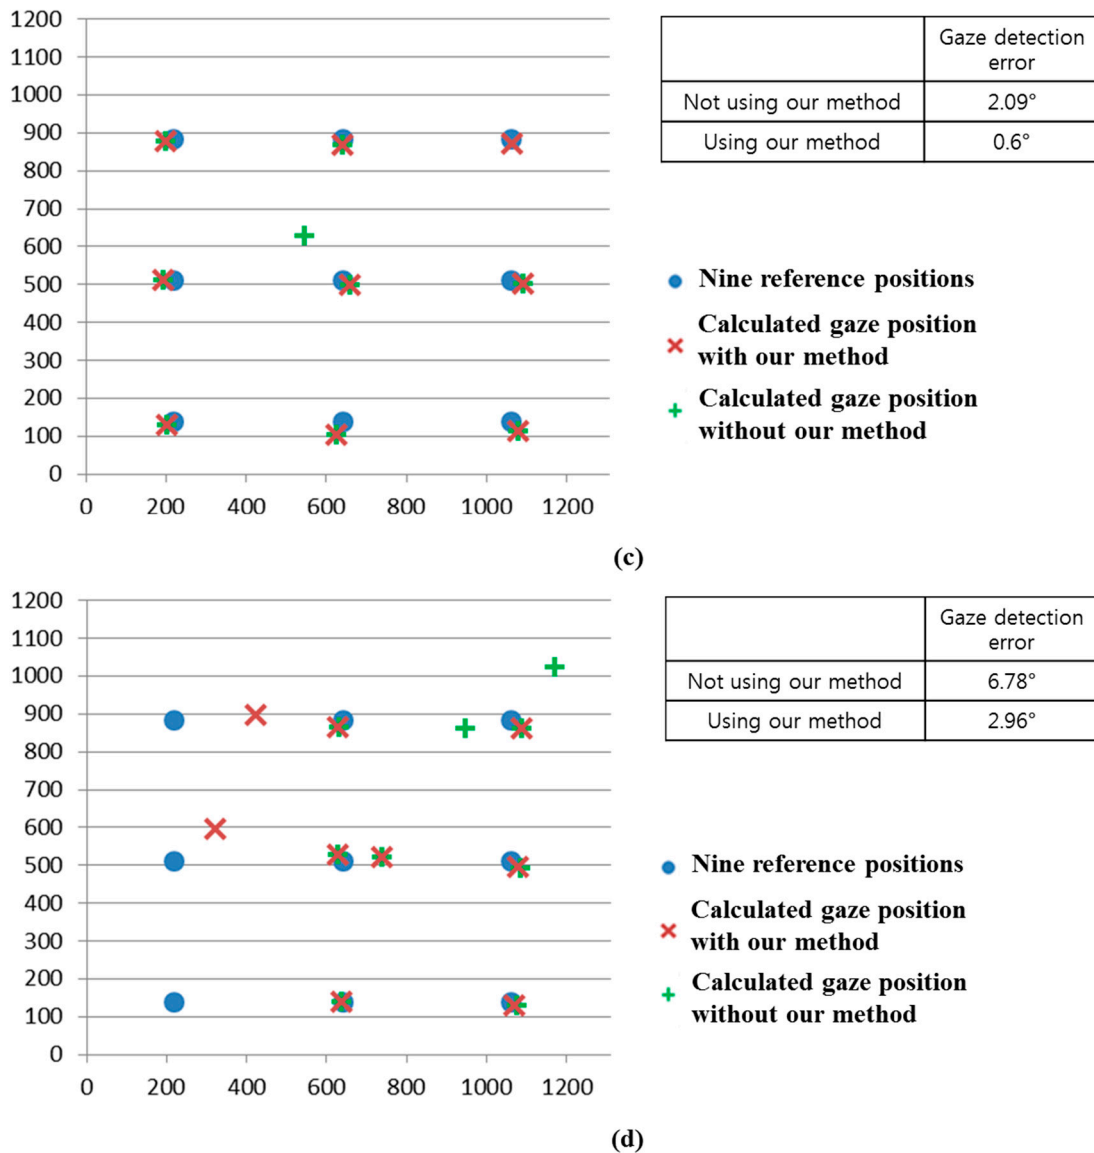 1200
1100
1000
900
800
700
600
500
400
300
200
100
0
0 200 400 600 800 1000 1200
Gaze detection
error
Not using our method 2.09°
Using our method 0.6°
Nine reference positions
Calculated gaze position
with our method
Calculated gaze position
without our method
(c)
1200
1100
1000
900
800
700
600
500
400
300
200
100
0
0 200 400 600 800 1000 1200
Gaze detection
error
Not using our method 6.78°
Using our method 2.96°
Nine reference positions
Calculated gaze position
with our method
Calculated gaze position
without our method
(d)